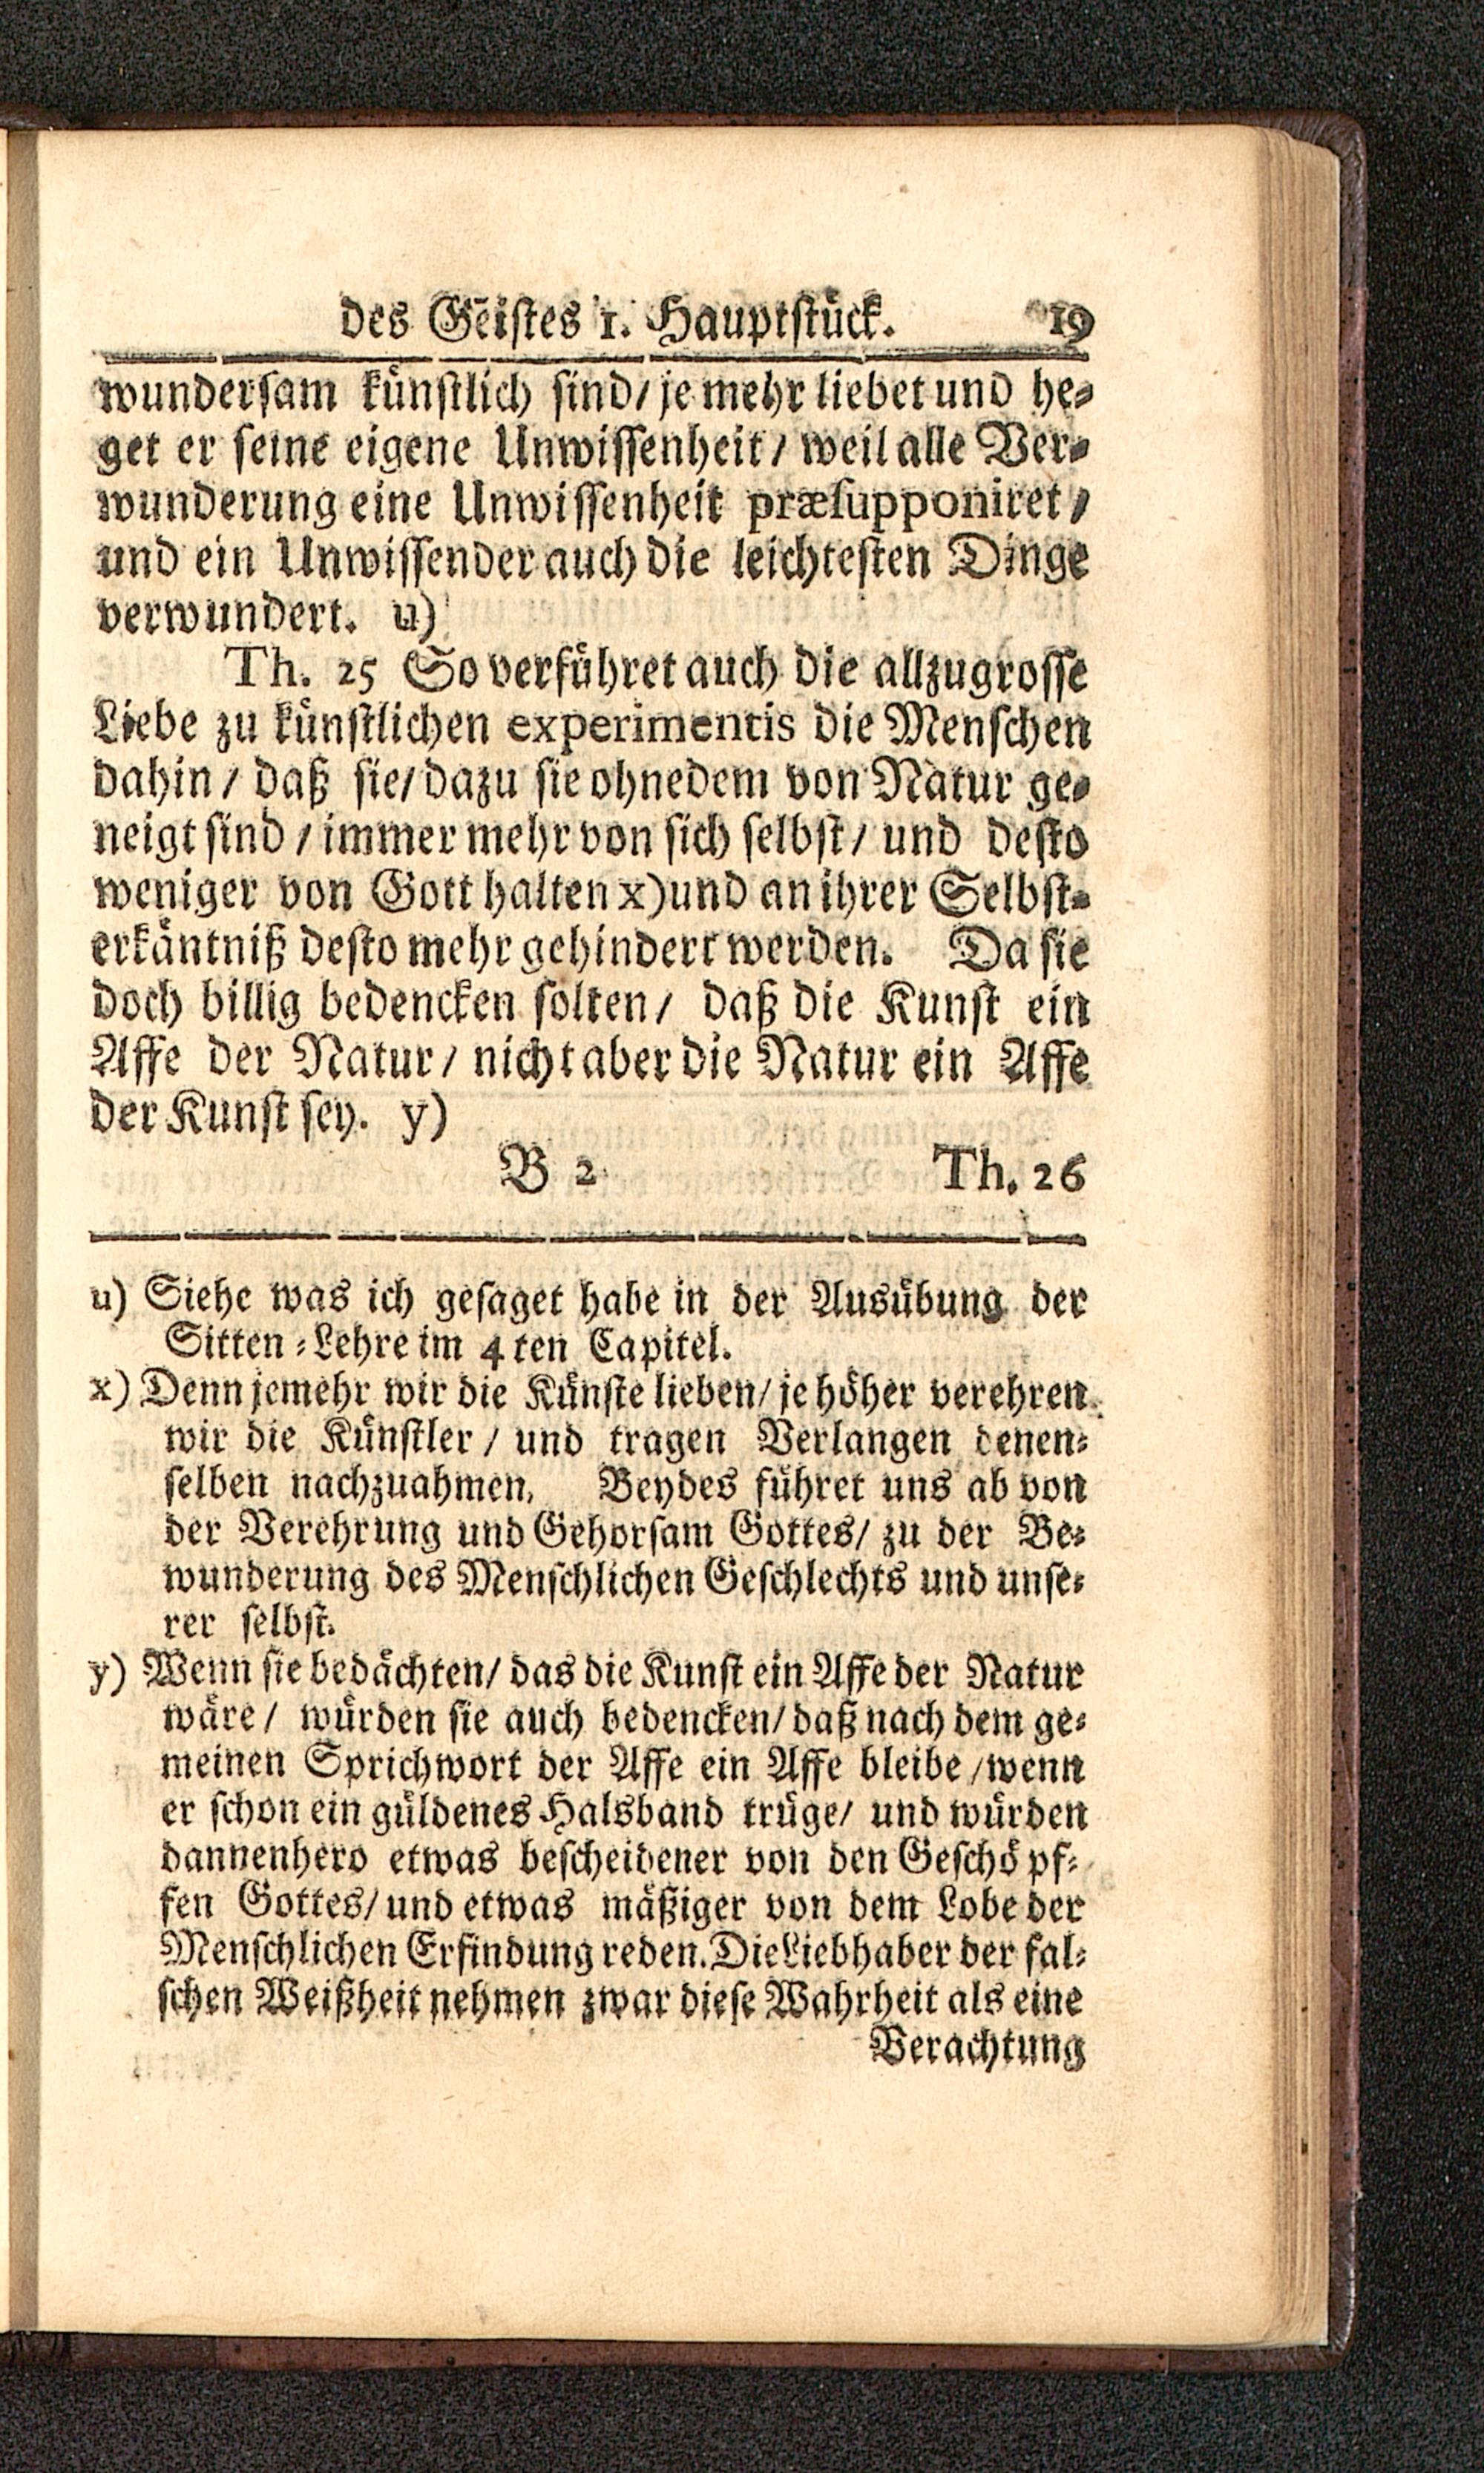 des Geistes 1. Hauptstück. 19
wundersam künstlich sind/ je mehr liebet und he-
get er seine eigene Unwissenheit/ weil alle Ver-
wunderung eine Unwissenheit præsupponiret/
und ein Unwissender auch die leichtesten Dinge
verwundert. u)
Th. 25 So verführet auch die allzugrosse
Liebe zu künstlichen experimentis die Menschen
dahin/ daß sie/ dazu sie ohnedem von Natur ge-
neigt sind/ immer mehr von sich selbst/ und desto
weniger von Gott halten x) und an ihrer Selbst-
erkäntniß desto mehr gehindert werden. Da sie
doch billig bedencken solten/ daß die Kunst ein
Affe der Natur/ nicht aber die Natur ein Affe
der Kunst sey. y)
B 2 Th. 26
u) Siehe was ich gesaget habe in der Ausübung der
Sitten-Lehre im 4ten Capitel.
x) Denn jemehr wir die Künste lieben/ je höher verehren
wir die Künstler/ und tragen Verlangen denen-
selben nachzuahmen, Beydes führet uns ab von
der Verehrung und Gehorsam Gottes/ zu der Be-
wunderung des Menschlichen Geschlechts und unse-
rer selbst.
y) Wenn sie bedächten/ das die Kunst ein Affe der Natur
wäre/ würden sie auch bedencken/ daß nach dem ge-
meinen Sprichwort der Affe ein Affe bleibe/ wenn
er schon ein güldenes Halsband trüge/ und würden
dannenhero etwas bescheidener von den Geschöpf-
fen Gottes/ und etwas mäßiger von dem Lobe der
Menschlichen Erfindung reden. Die Liebhaber der fal-
schen Weißheit nehmen zwar diese Wahrheit als eine
Verachtung